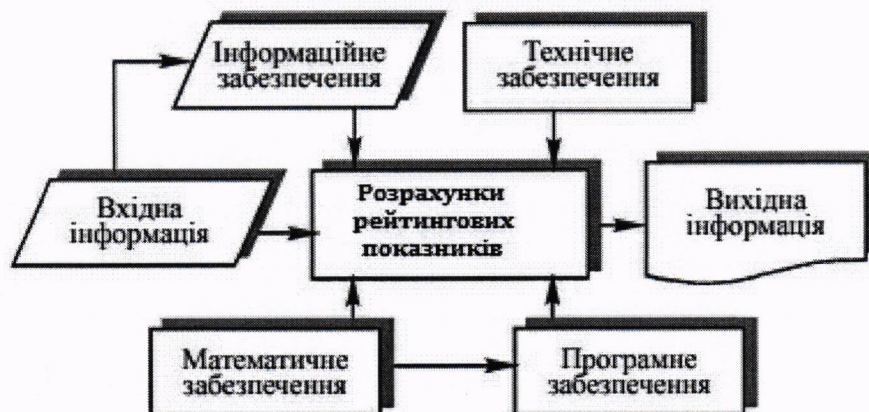 Інформаційне
забезпечення
Технічне
забезпечення
Вхідна
інформація
Розрахунки
рейтингових
показників
Вихідна
інформація
Математичне
забезпечення
Програмне
забезпечення